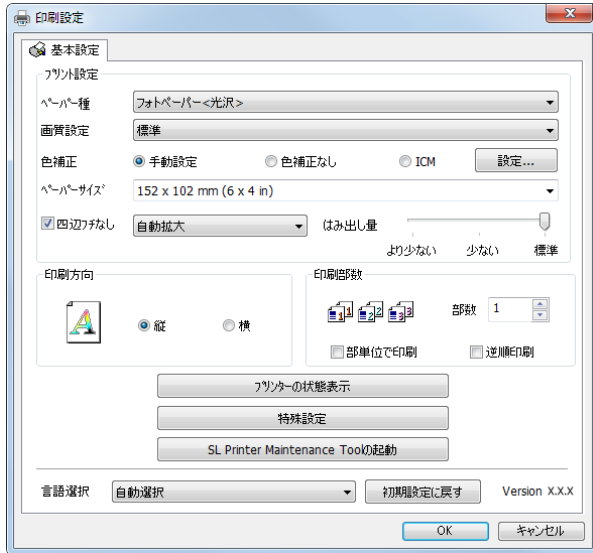 印刷設定
基本設定
プリント設定
ペーパー種 フォトペーパー<光沢>
画質設定 標準
色補正 手動設定 色補正なし ICM 設定...
ペーパーサイズ 152 x 102 mm (6 x 4 in)
四辺フチなし 自動拡大 はみ出し量
より少ない 少ない 標準
印刷方向 印刷部数
縦 横 11 22 33 部数 1
部単位で印刷 逆順印刷
プリンターの状態表示
特殊設定
SL Printer Maintenance Toolの起動
言語選択 自動選択 初期設定に戻す Version X.X.X
OK キャンセル